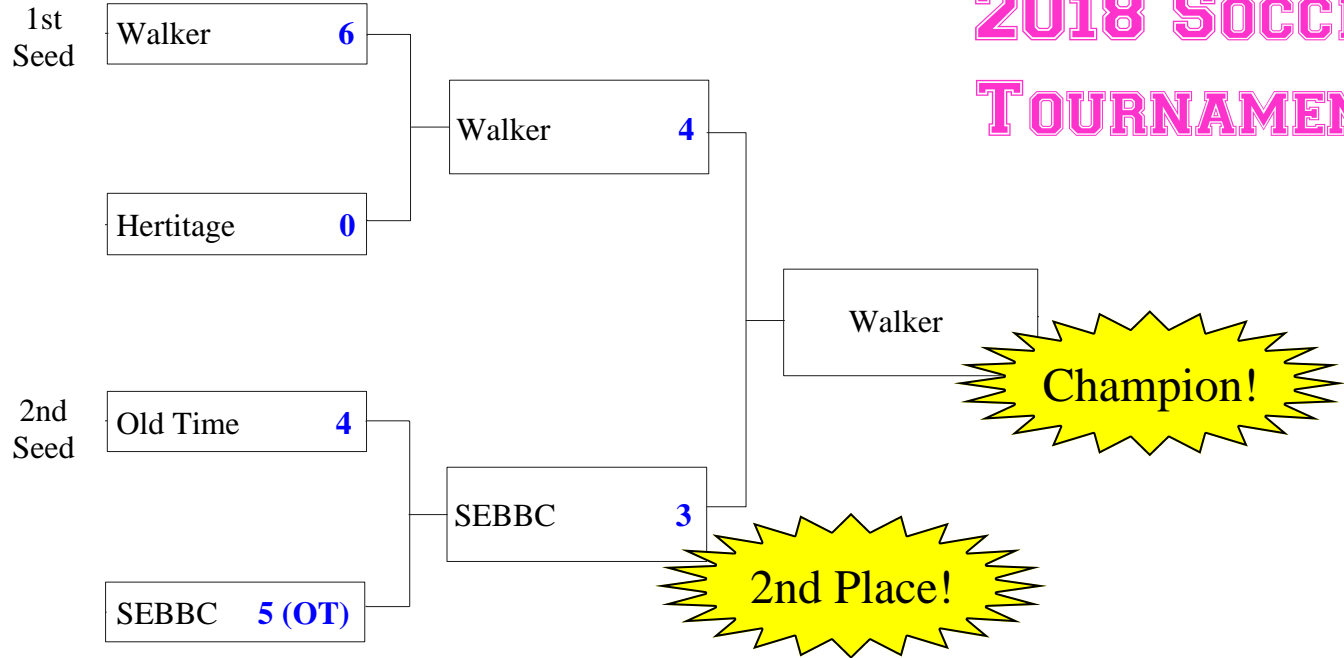 2018 SOCC
TOURNAMEN
1st
Seed
Walker 6
Walker 4
Hertitage 0
Walker
Champion!
2nd
Seed
Old Time 4
SEBBC 3
2nd Place!
SEBBC 5 (OT)